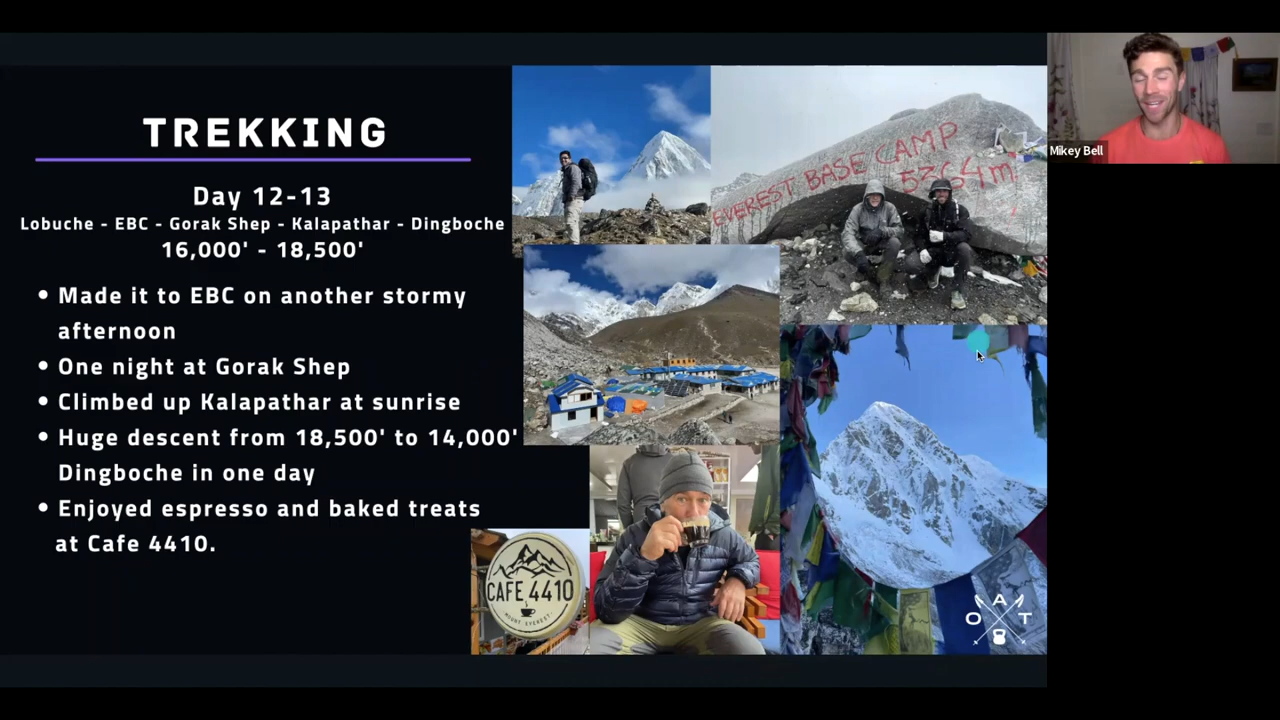 TREKKING
Day 12-13
Lobuche - EBC - Gorak Shep - Kalapathar - Dingboche
16,000' - 18,500'
• Made it to EBC on another stormy
afternoon
• One night at Gorak Shep
• Climbed up Kalapathar at sunrise
• Huge descent from 18,500' to 14,000'
Dingboche in one day
• Enjoyed espresso and baked treats
at Cafe 4410.
EVEREST BASE CAMP
5364m
CAFE 4410
MOUNT EVEREST
A
O T
Mikey Bell